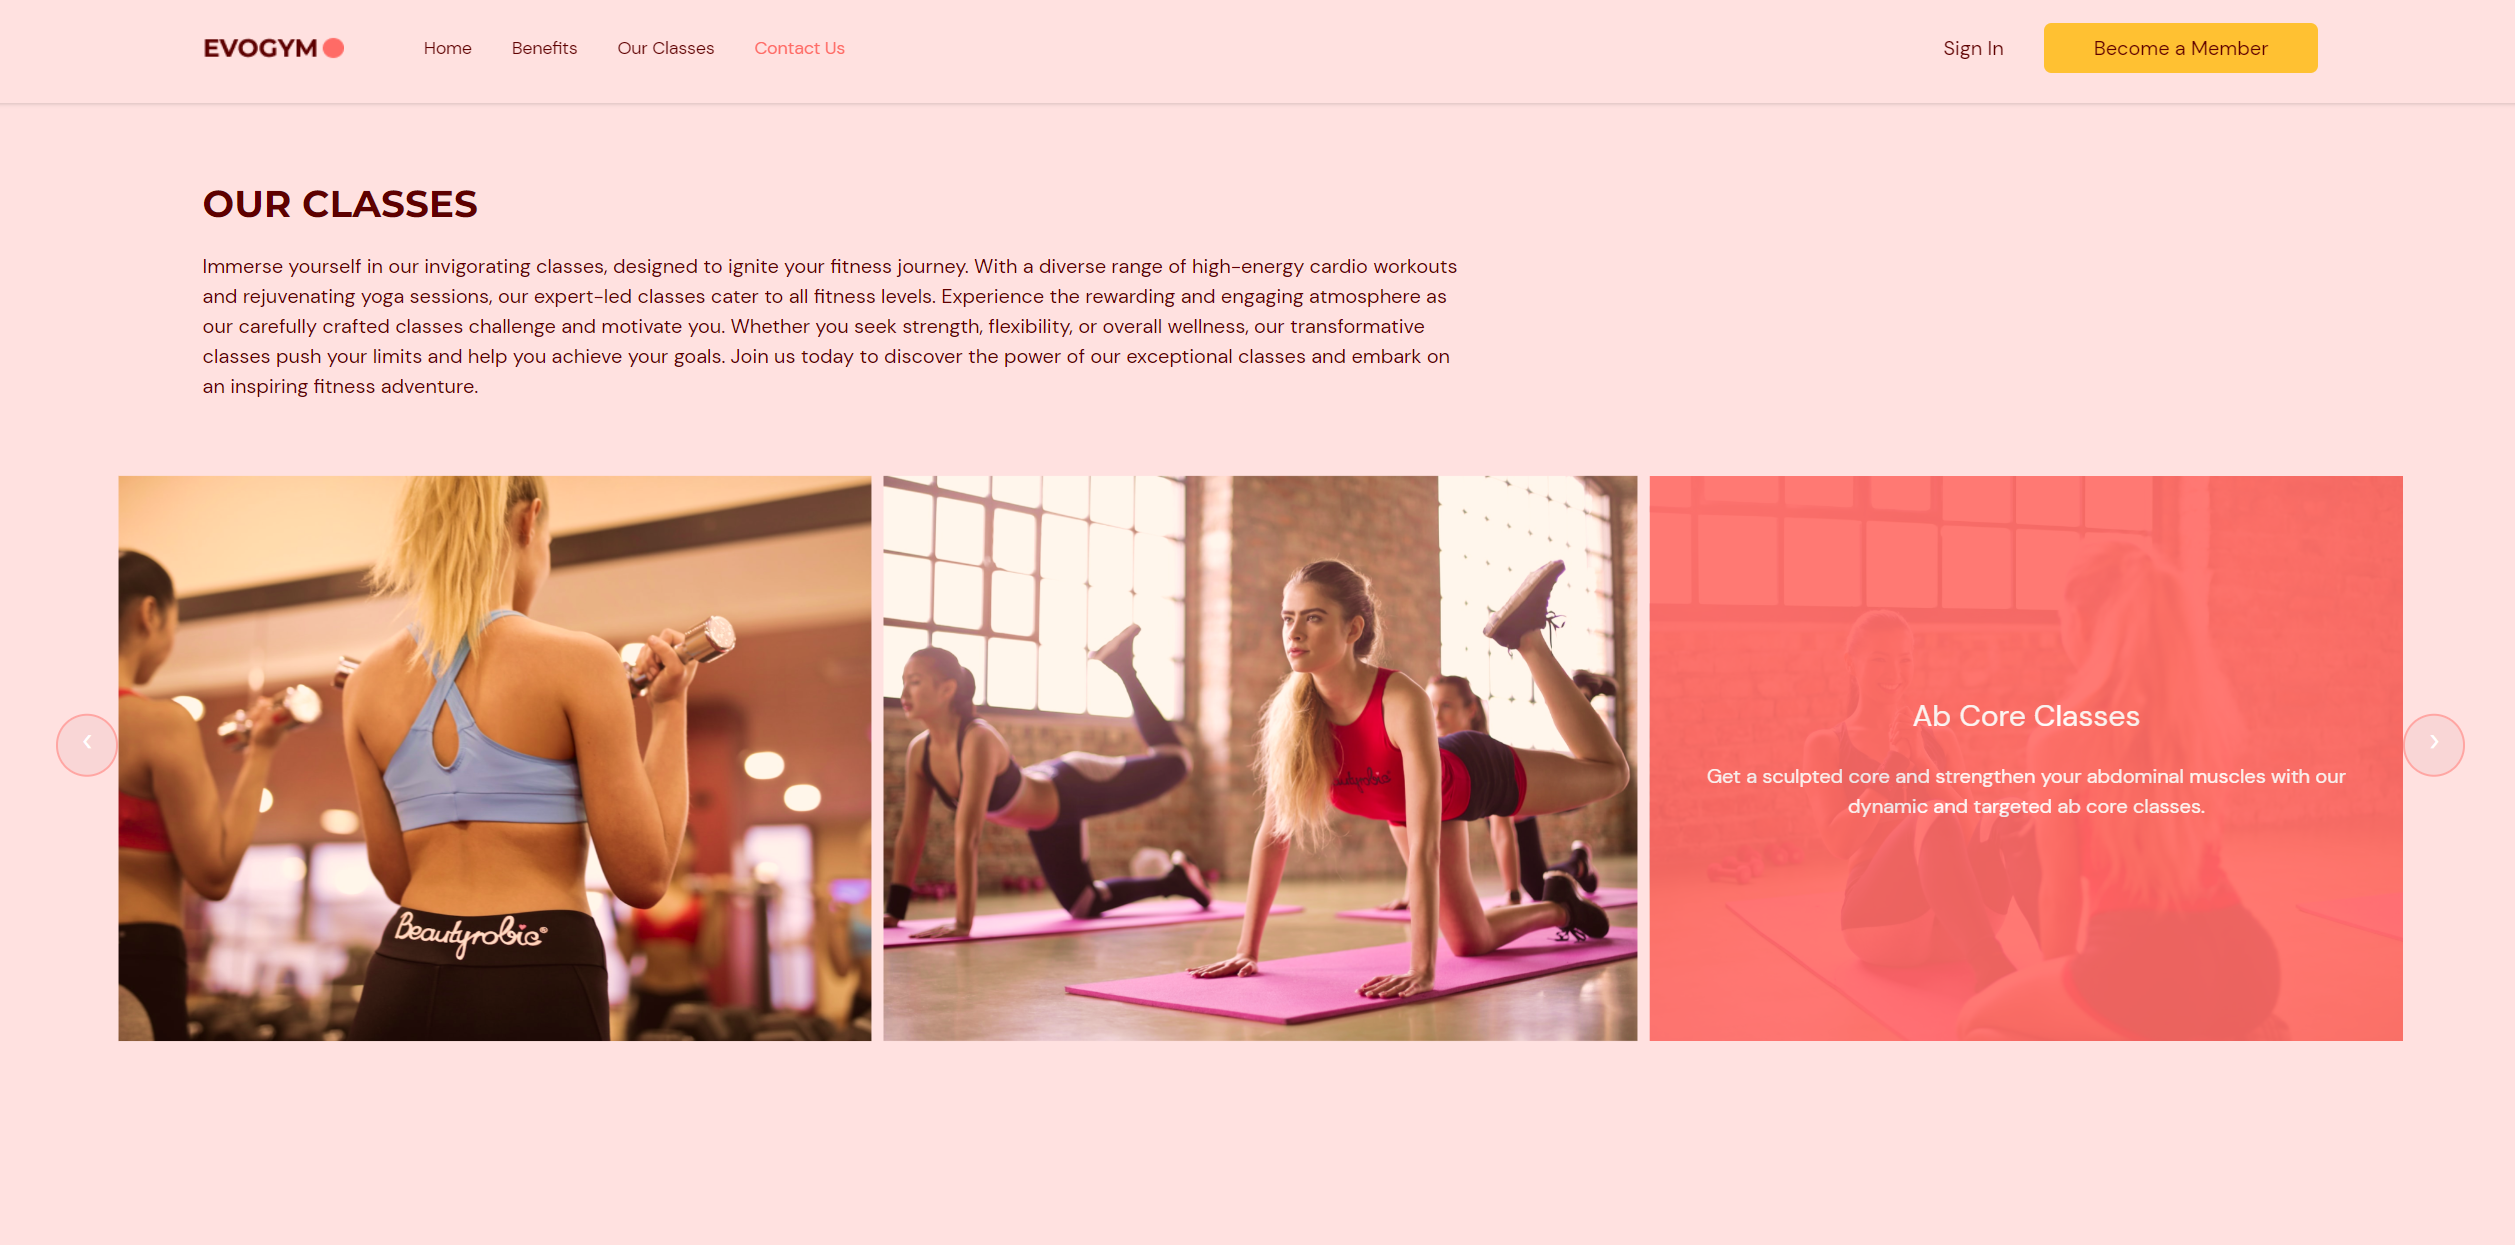 EVOGYM
Home
Benefits
Our Classes
Contact Us
Sign In
Become a Member
OUR CLASSES
Immerse yourself in our invigorating classes, designed to ignite your fitness journey. With a diverse range of high-energy cardio workouts
and rejuvenating yoga sessions, our expert-led classes cater to all fitness levels. Experience the rewarding and engaging atmosphere as
our carefully crafted classes challenge and motivate you. Whether you seek strength, flexibility, or overall wellness, our transformative
classes push your limits and help you achieve your goals. Join us today to discover the power of our exceptional classes and embark on
an inspiring fitness adventure.
Beautyrobic®
Ab Core Classes
Get a sculpted core and strengthen your abdominal muscles with our
dynamic and targeted ab core classes.